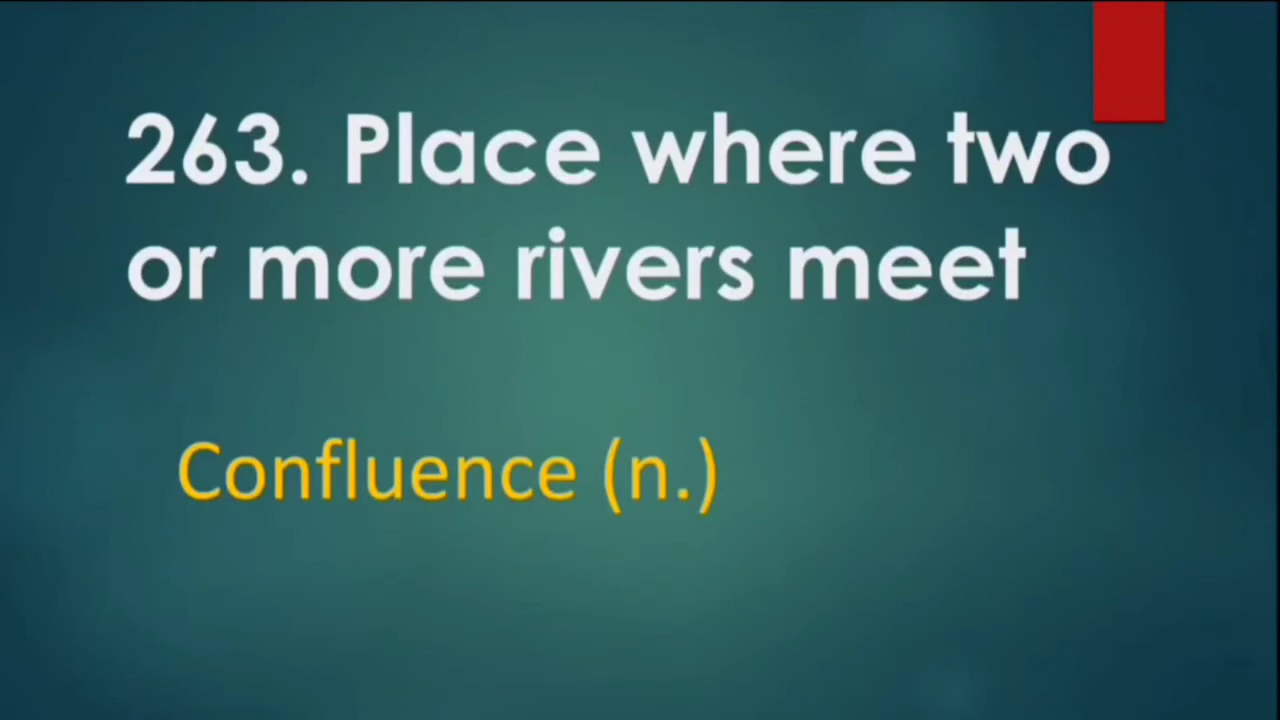 263. Place where two
or more rivers meet
Confluence (n.)